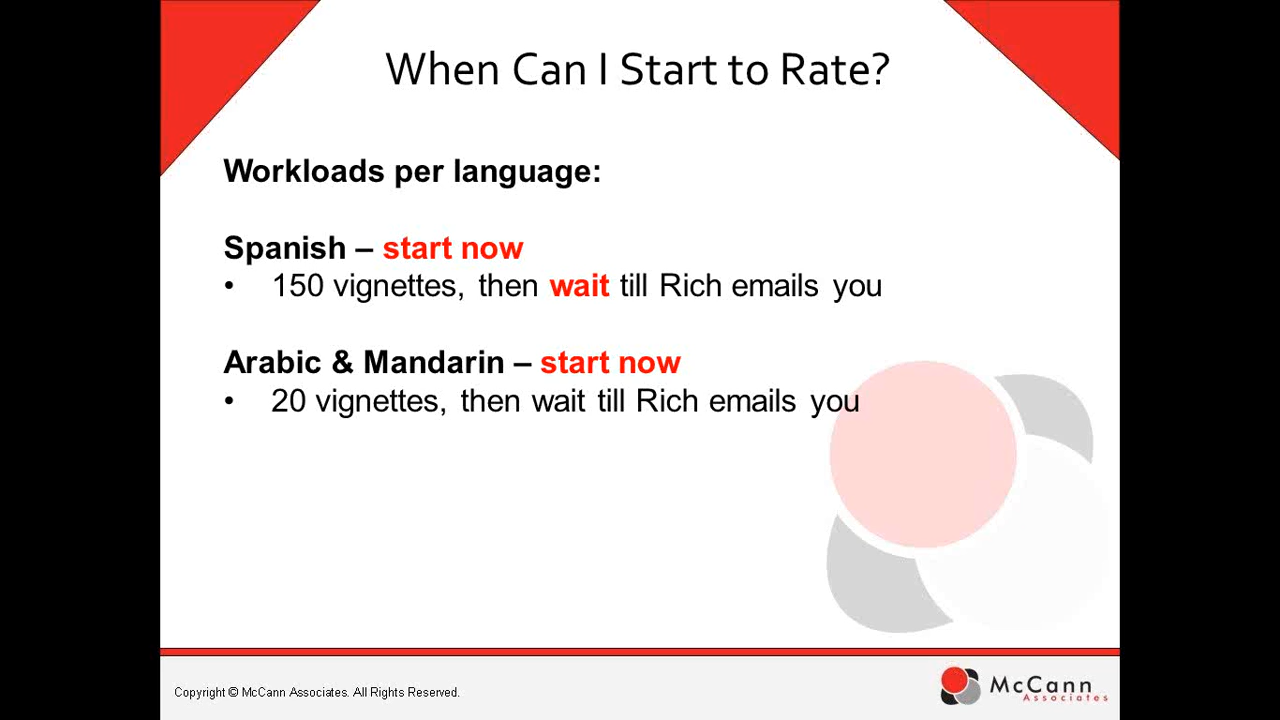 When Can I Start to Rate?
Workloads per language:
Spanish – start now
• 150 vignettes, then wait till Rich emails you
Arabic & Mandarin – start now
• 20 vignettes, then wait till Rich emails you
Copyright © McCann Associates. All Rights Reserved.
McCann
Associates